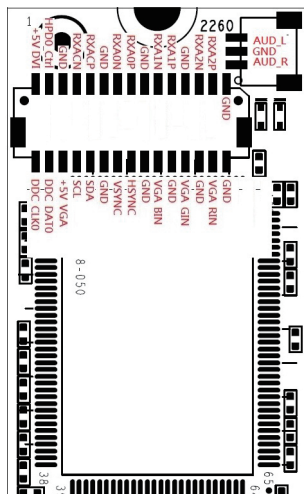 1
2260
+5V DVI
HPD0_Ctrl
GND
RXACN
RXACP
GND
RXA0N
RXA0P
GND
RXA1N
RXA1P
GND
RXA2N
RXA2P
GND
AUD_L
GND
AUD_R
DDC CLK0
DDC DAT0
+5V VGA
SCL
SDA
GND
VSYNC
HSYNC
GND
VGA BIN
GND
VGA GIN
GND
VGA RIN
GND
8-050
38
65